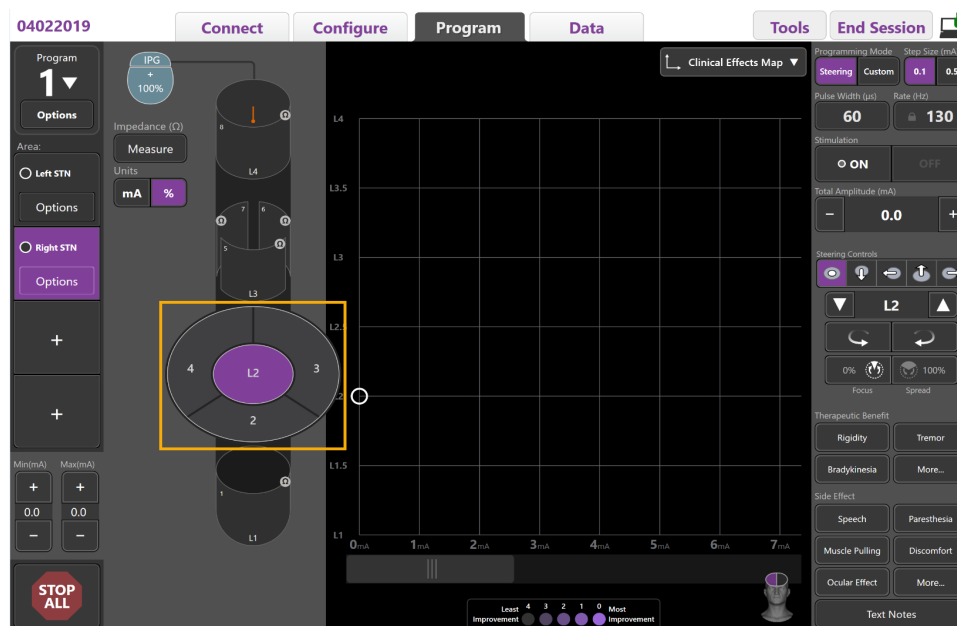 04022019
Connect
Configure
Program
Data
Tools
End Session
Program
1
Options
Area:
Left STN
Options
Right STN
Options
+
+
Min(mA) Max(mA)
+ +
0.0 0.0
− −
STOP
ALL
IPG
+
100%
Impedance (Ω)
Measure
Units
mA %
8
Ω
L4
7 6
Ω Ω
5 Ω
L3
4 L2 3
2
Ω
1
L1
Clinical Effects Map
L4
L3.5
L3
L2.5
L2
L1.5
L1
0mA 1mA 2mA 3mA 4mA 5mA 6mA 7mA
Least 4 3 2 1 0 Most
Improvement Improvement
Programming Mode Step Size (mA)
Steering Custom 0.1 0.5
Pulse Width (µs) Rate (Hz)
60 130
Stimulation
ON OFF
Total Amplitude (mA)
− 0.0 +
Steering Controls
L2
0% 100%
Focus Spread
Therapeutic Benefit
Rigidity Tremor
Bradykinesia More...
Side Effect
Speech Paresthesia
Muscle Pulling Discomfort
Ocular Effect More...
Text Notes